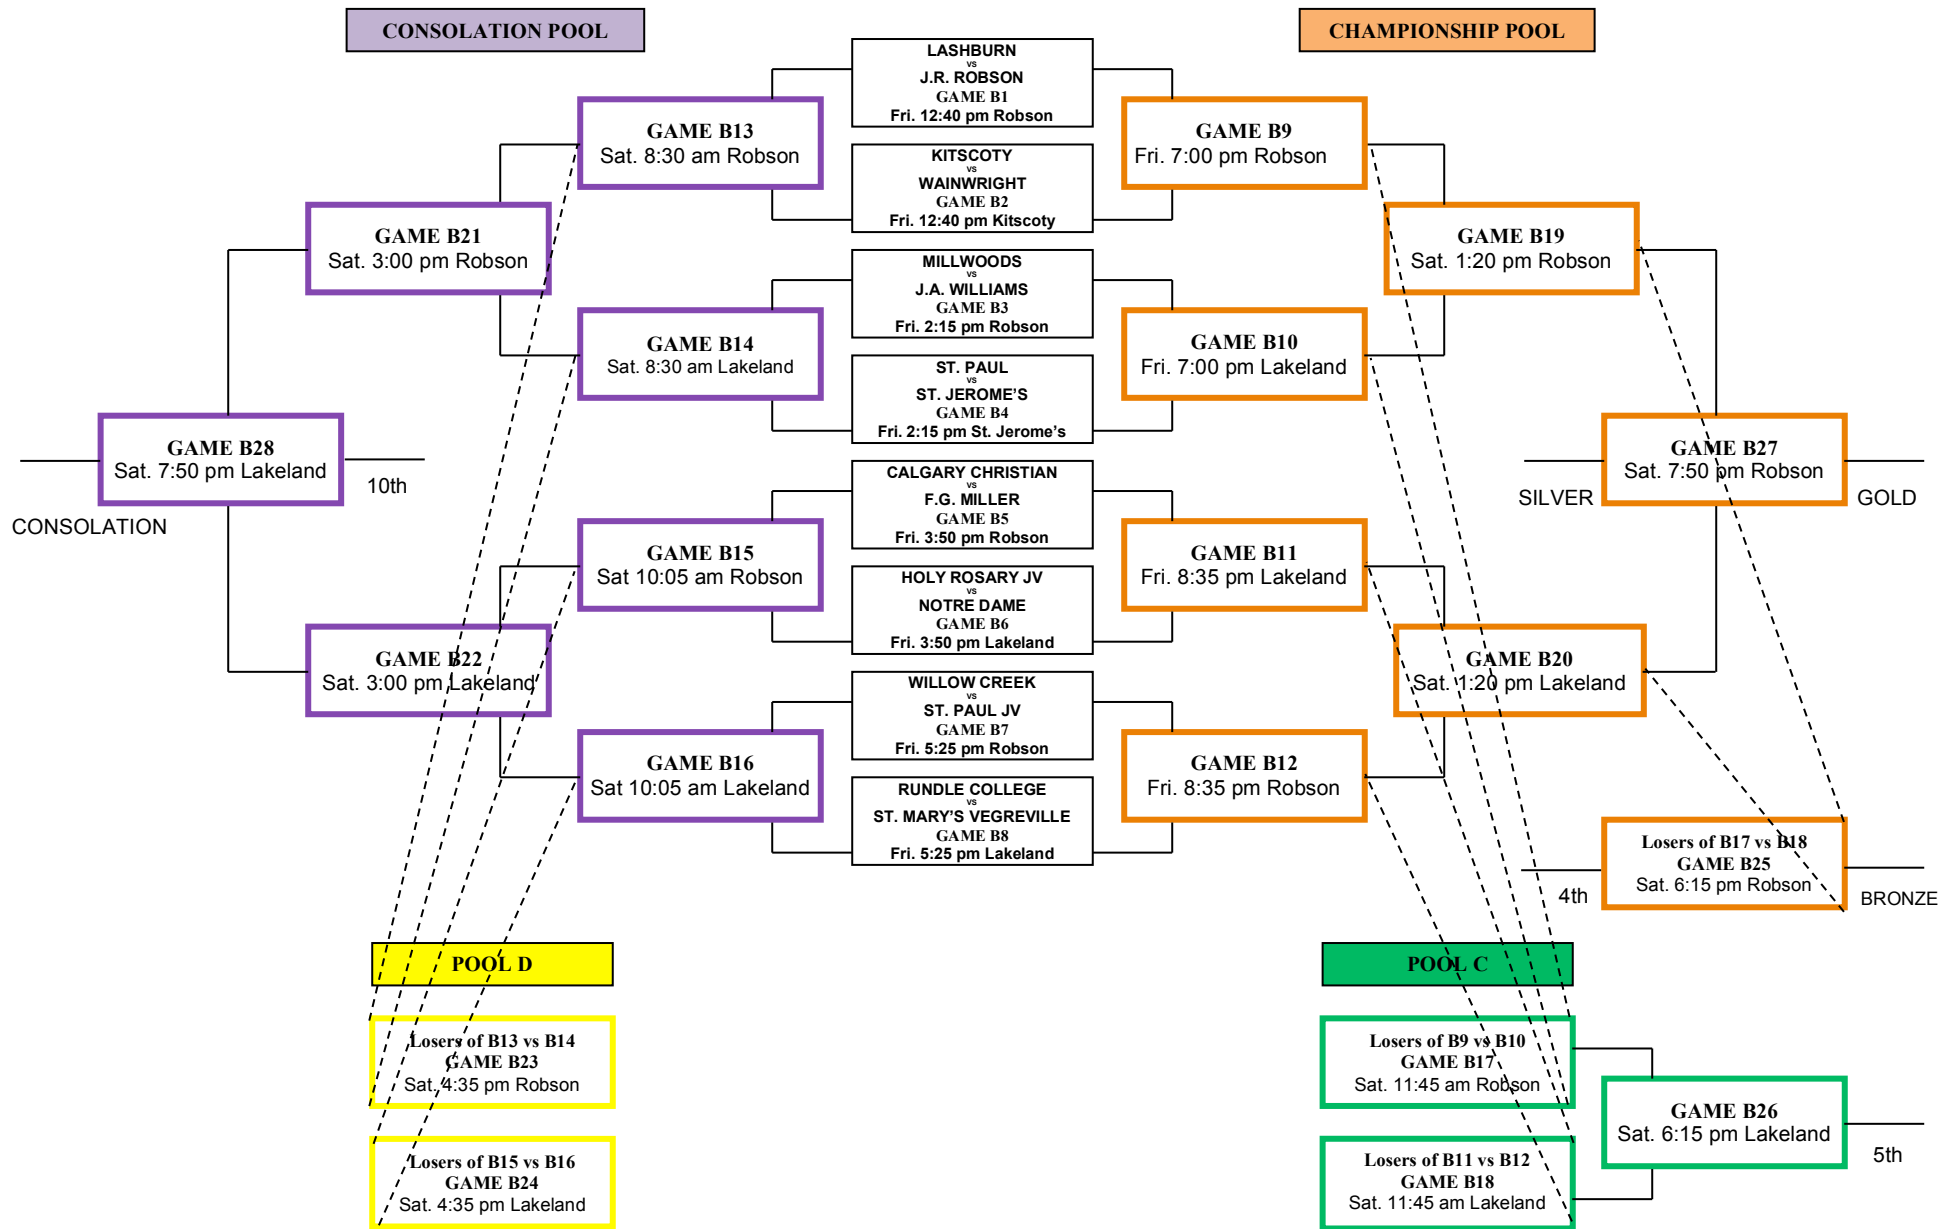 CONSOLATION POOL
CHAMPIONSHIP POOL
LASHBURN
vs
J.R. ROBSON
GAME B1
Fri. 12:40 pm Robson
KITSCOTY
vs
WAINWRIGHT
GAME B2
Fri. 12:40 pm Kitscoty
MILLWOODS
vs
J.A. WILLIAMS
GAME B3
Fri. 2:15 pm Robson
ST. PAUL
vs
ST. JEROME'S
GAME B4
Fri. 2:15 pm St. Jerome's
CALGARY CHRISTIAN
vs
F.G. MILLER
GAME B5
Fri. 3:50 pm Robson
HOLY ROSARY JV
vs
NOTRE DAME
GAME B6
Fri. 3:50 pm Lakeland
WILLOW CREEK
vs
ST. PAUL JV
GAME B7
Fri. 5:25 pm Robson
RUNDLE COLLEGE
vs
ST. MARY'S VEGREVILLE
GAME B8
Fri. 5:25 pm Lakeland
GAME B13
Sat. 8:30 am Robson
GAME B14
Sat. 8:30 am Lakeland
GAME B15
Sat 10:05 am Robson
GAME B16
Sat 10:05 am Lakeland
GAME B21
Sat. 3:00 pm Robson
GAME B22
Sat. 3:00 pm Lakeland
GAME B28
Sat. 7:50 pm Lakeland
10th
CONSOLATION
GAME B9
Fri. 7:00 pm Robson
GAME B10
Fri. 7:00 pm Lakeland
GAME B11
Fri. 8:35 pm Lakeland
GAME B12
Fri. 8:35 pm Robson
GAME B19
Sat. 1:20 pm Robson
GAME B20
Sat. 1:20 pm Lakeland
GAME B27
Sat. 7:50 pm Robson
SILVER
GOLD
Losers of B17 vs B18
GAME B25
Sat. 6:15 pm Robson
4th
BRONZE
POOL D
Losers of B13 vs B14
GAME B23
Sat. 4:35 pm Robson
Losers of B15 vs B16
GAME B24
Sat. 4:35 pm Lakeland
POOL C
Losers of B9 vs B10
GAME B17
Sat. 11:45 am Robson
Losers of B11 vs B12
GAME B18
Sat. 11:45 am Lakeland
GAME B26
Sat. 6:15 pm Lakeland
5th